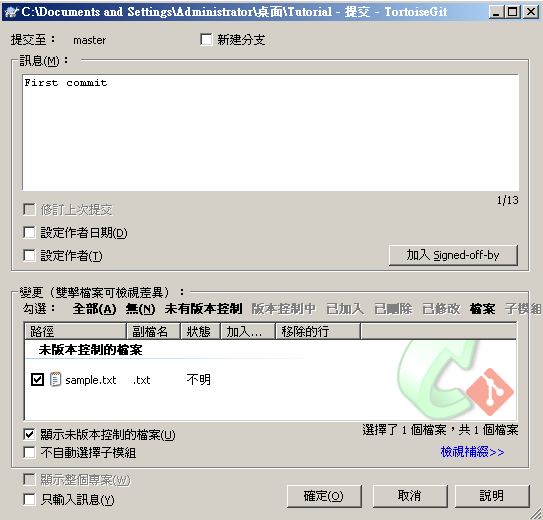 C:\Documents and Settings\Administrator\桌面\Tutorial - 提交 - TortoiseGit
提交至： master 新建分支
訊息(M)：
First commit
1/13
修訂上次提交
設定作者日期(D)
設定作者(T)
加入 Signed-off-by
變更（雙擊檔案可檢視差異）：
勾選： 全部(A) 無(N) 未有版本控制 版本控制中 已加入 已刪除 已修改 檔案 子模組
路徑 副檔名 狀態 加入... 移除的行
未版本控制的檔案
sample.txt .txt 不明
顯示未版本控制的檔案(U) 選擇了 1 個檔案，共 1 個檔案
不自動選擇子模組 檢視補綴>>
顯示整個專案(W)
只輸入訊息(Y) 確定(O) 取消 說明